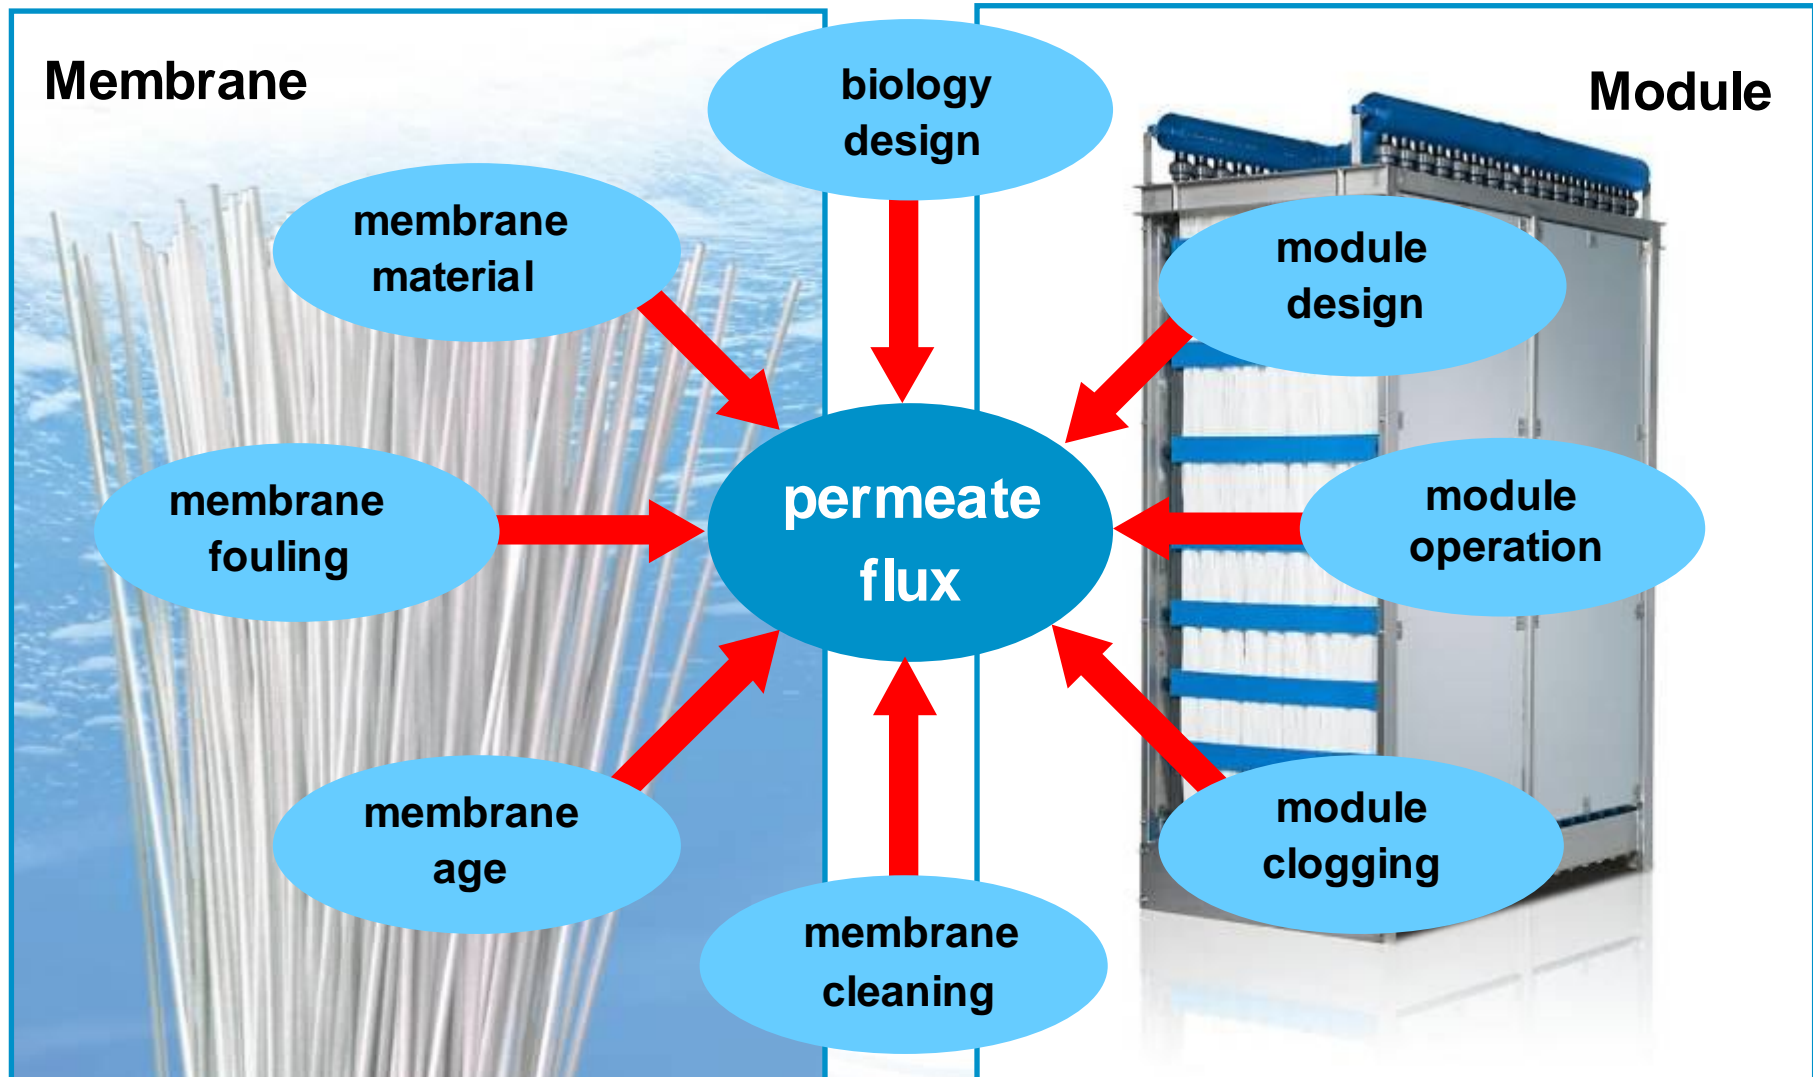 Membrane
biology
design
Module
membrane
material
module
design
membrane
fouling
permeate
flux
module
operation
membrane
age
module
clogging
membrane
cleaning